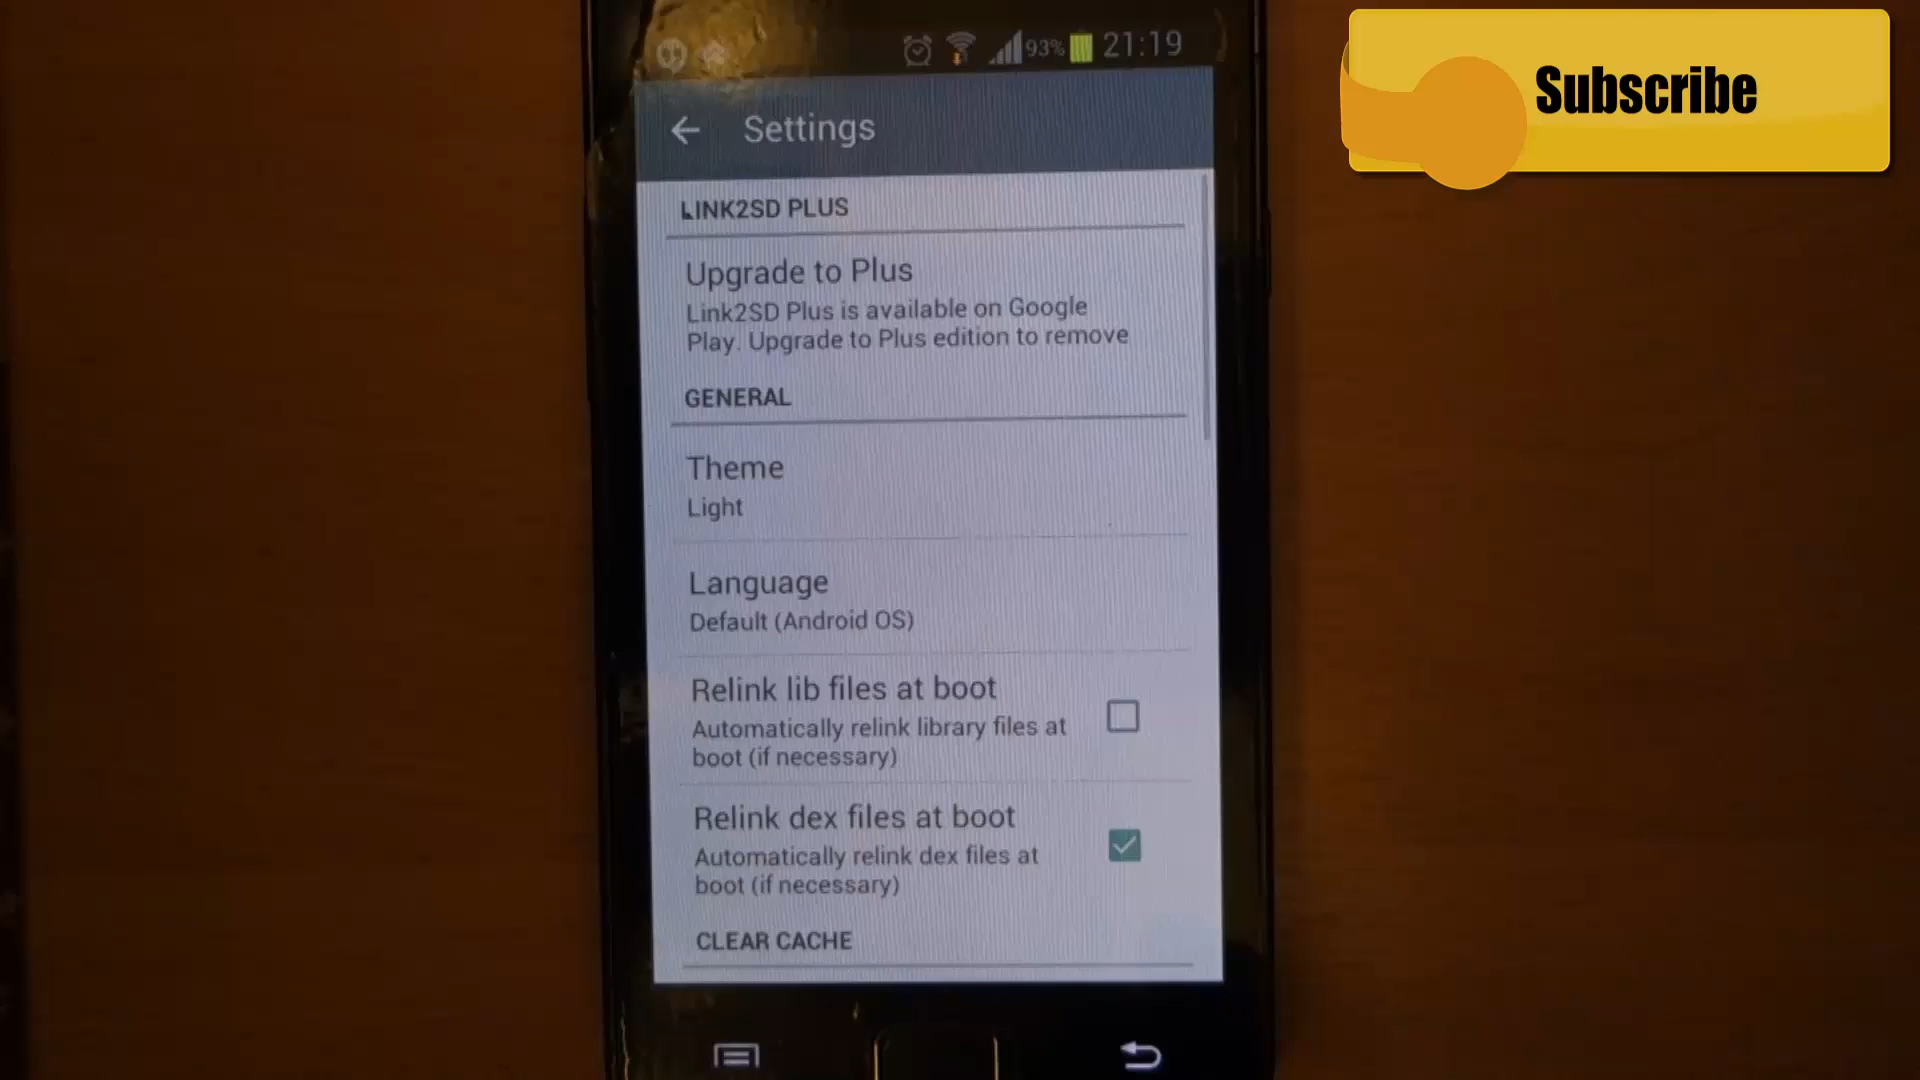 93% 21:19
Subscribe
Settings
LINK2SD PLUS
Upgrade to Plus
Link2SD Plus is available on Google
Play. Upgrade to Plus edition to remove
GENERAL
Theme
Light
Language
Default (Android OS)
Relink lib files at boot
Automatically relink library files at
boot (if necessary)
Relink dex files at boot
Automatically relink dex files at
boot (if necessary)
CLEAR CACHE